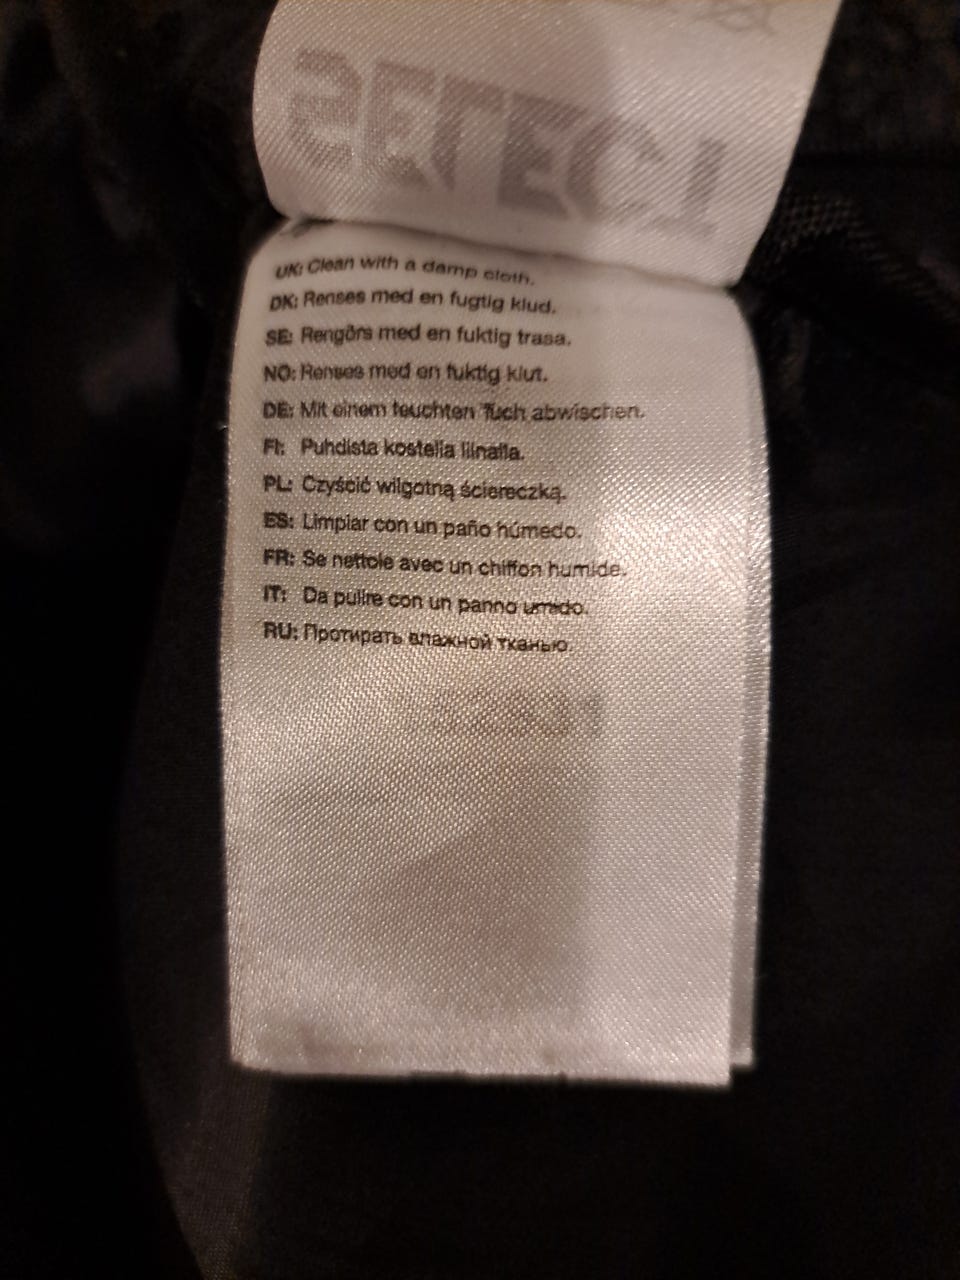 SELECT
UK: Clean with a damp cloth.
DK: Renses med en fugtig klud.
SE: Rengörs med en fuktig trasa.
NO: Renses med en fuktig klut.
DE: Mit einem feuchten Tuch abwischen.
FI: Puhdista kostella liinalla.
PL: Czyścić wilgotną ściereczką.
ES: Limpiar con un paño húmedo.
FR: Se nettoie avec un chiffon humide.
IT: Da pulire con un panno umido.
RU: Протирать влажной тканью.